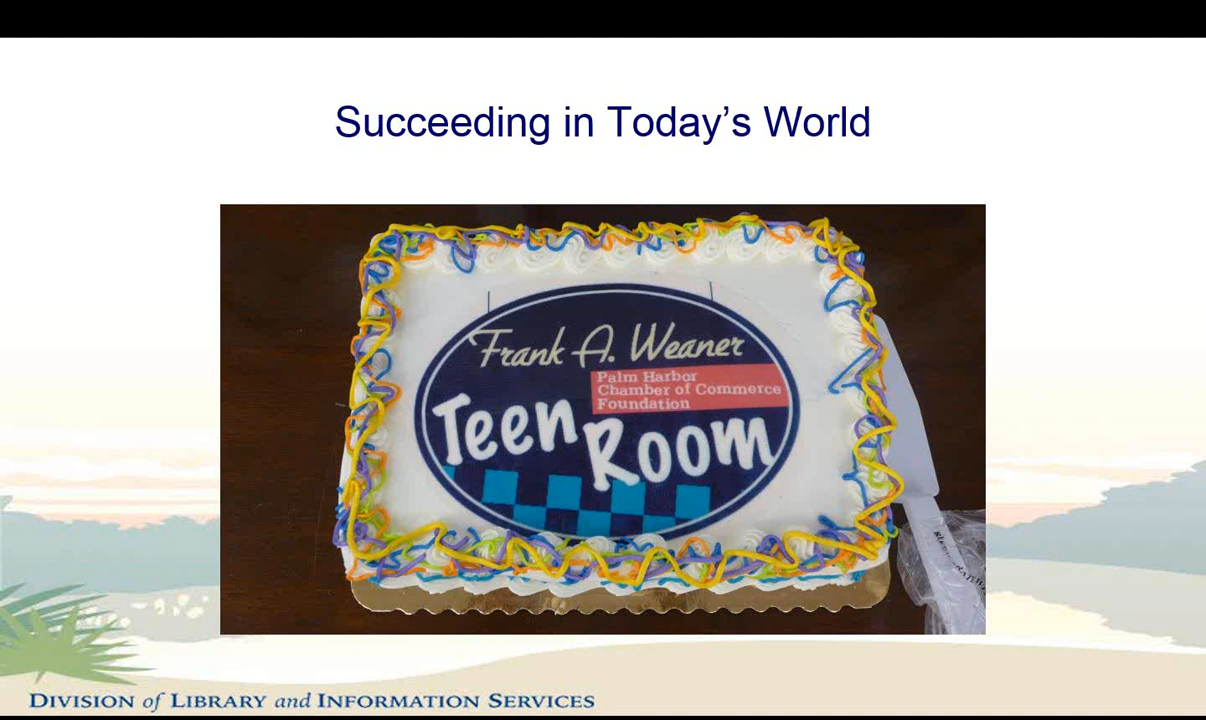 Succeeding in Today’s World
Frank A. Weaner
Palm Harbor
Chamber of Commerce
Foundation
Teen Room
DIVISION of LIBRARY and INFORMATION SERVICES